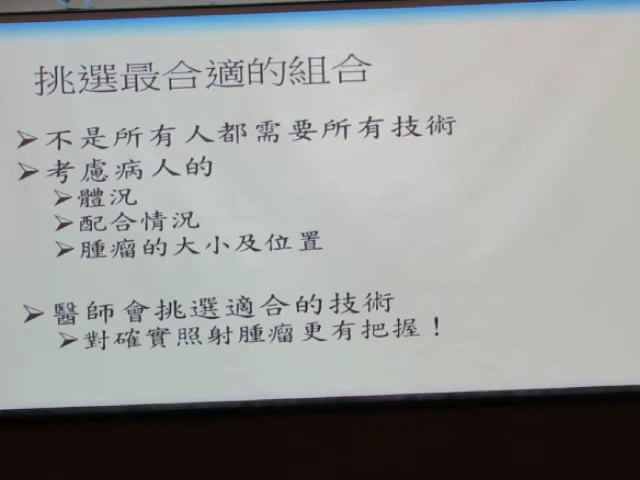 挑選最合適的組合
➢不是所有人都需要所有技術
➢考慮病人的
➢體況
➢配合情況
➢腫瘤的大小及位置
➢醫師會挑選適合的技術
➢對確實照射腫瘤更有把握！